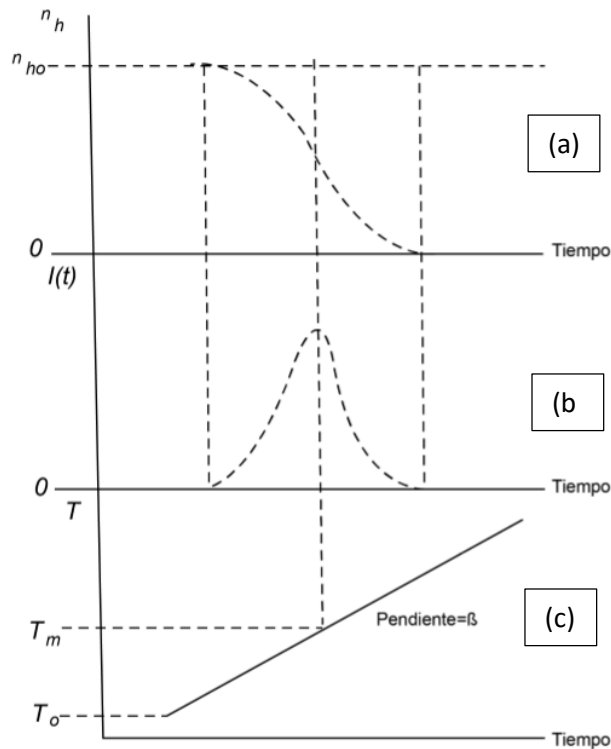 n_h
n_ho
(a)
0
Tiempo
I(t)
(b
0
Tiempo
T
T_m
Pendiente=ß
(c)
T_o
Tiempo